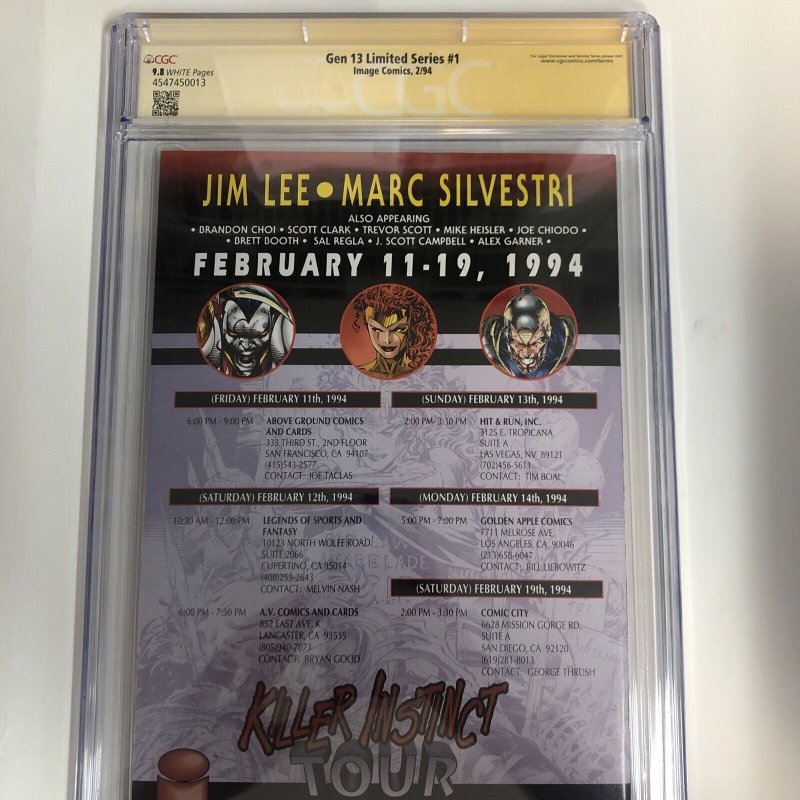 CGC
9.8 WHITE Pages
4547450013
Gen 13 Limited Series #1
Image Comics, 2/94
For Legal Disclaimer and Service Terms please visit:
www.cgccomics.com/terms
CGC
JIM LEE • MARC SILVESTRI
ALSO APPEARING
• BRANDON CHOI • SCOTT CLARK • TREVOR SCOTT • MIKE HEISLER • JOE CHIODO •
• BRETT BOOTH • SAL REGLA • J. SCOTT CAMPBELL • ALEX GARNER •
FEBRUARY 11-19, 1994
(FRIDAY) FEBRUARY 11th, 1994
6:00 PM - 9:00 PM ABOVE GROUND COMICS
AND CARDS
333 THIRD ST., 2ND FLOOR
SAN FRANCISCO, CA 94107
(415)543-2577
CONTACT: JOE TACLAS
(SATURDAY) FEBRUARY 12th, 1994
10:30 AM - 12:00 PM LEGENDS OF SPORTS AND
FANTASY
10123 NORTH WOLFE ROAD
SUITE 2066
CUPERTINO, CA 95014
(408)253-2643
CONTACT: MELVIN NASH
6:00 PM - 7:30 PM A.V. COMICS AND CARDS
852 EAST AVE. K
LANCASTER, CA 93535
(805)940-2073
CONTACT: BRYAN GOOD
(SUNDAY) FEBRUARY 13th, 1994
2:00 PM- 3:30 PM HIT & RUN, INC.
3125 E. TROPICANA
SUITE A
LAS VEGAS, NV 89121
(702)456-5611
CONTACT: TIM BOAL
(MONDAY) FEBRUARY 14th, 1994
5:00 PM - 7:00 PM GOLDEN APPLE COMICS
7711 MELROSE AVE.
LOS ANGELES, CA 90046
(213)658-6047
CONTACT: BILL LIEBOWITZ
(SATURDAY) FEBRUARY 19th, 1994
2:00 PM - 3:30 PM COMIC CITY
6628 MISSION GORGE RD.
SUITE A
SAN DIEGO, CA 92120
(619)281-8013
CONTACT: GEORGE THRUSH
WARBLADE
KILLER INSTINCT
TOUR
TM